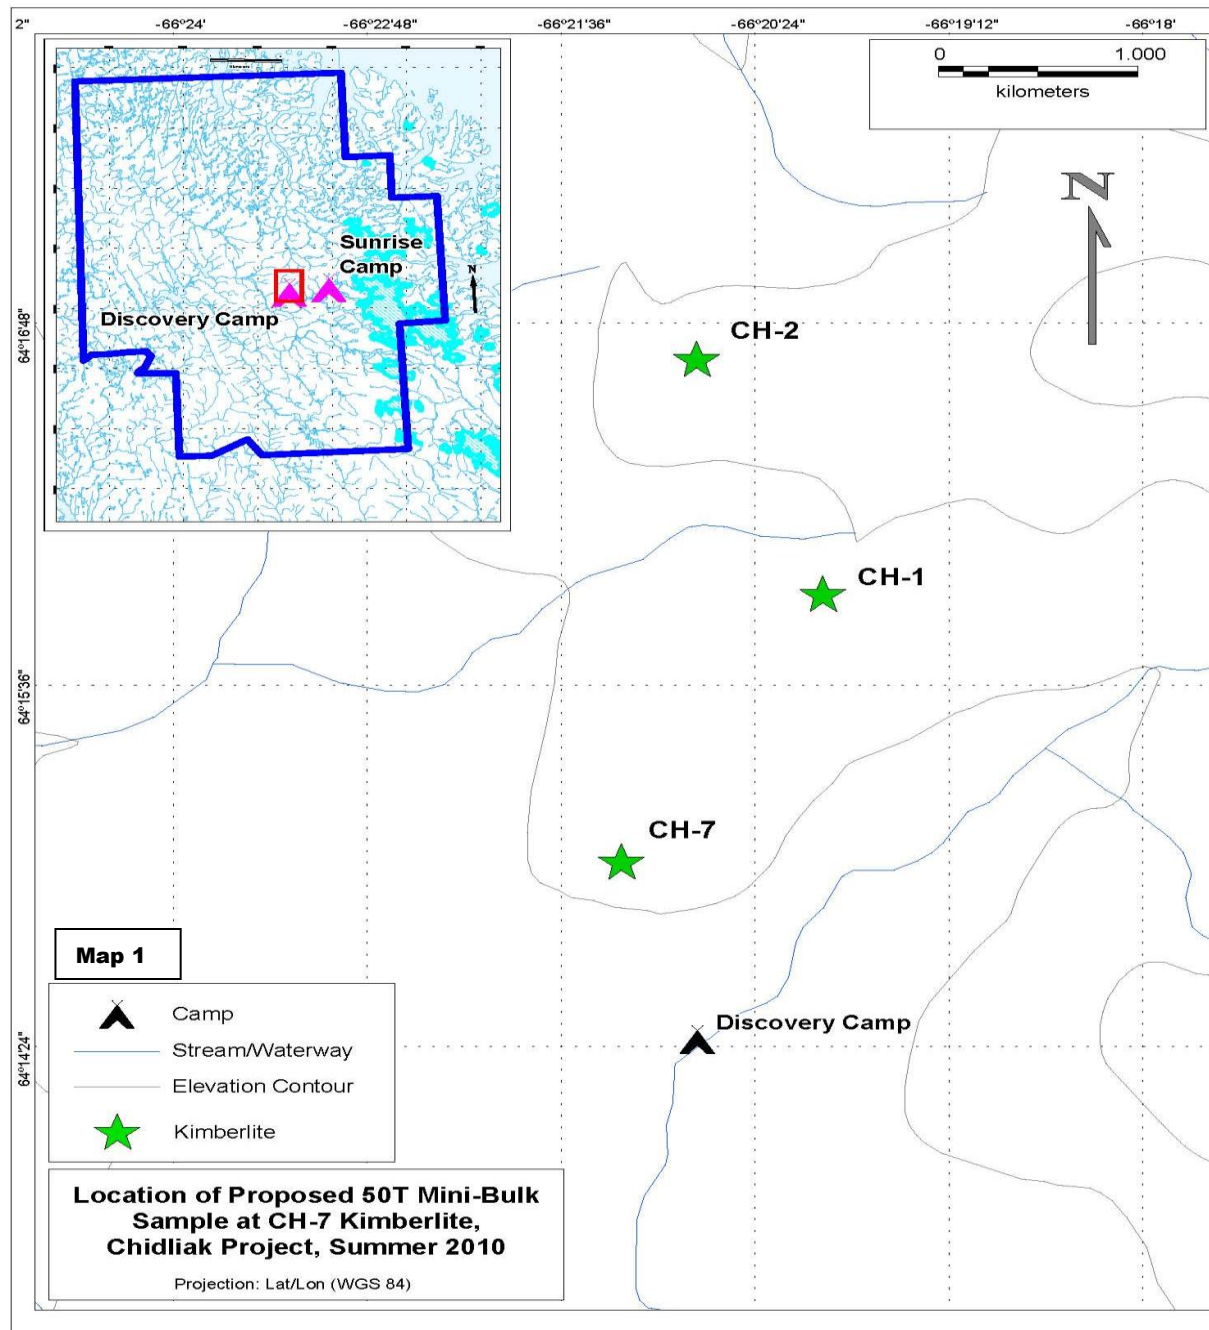 2"
-66°24'
-66°22'48"
-66°21'36"
-66°20'24"
-66°19'12"
-66°18'
0
1.000
kilometers
N
Sunrise
Camp
N
Discovery Camp
64°16'48"
CH-2
CH-1
64°15'36"
CH-7
Map 1
Discovery Camp
64°14'24"
Camp
Stream/Waterway
Elevation Contour
Kimberlite
Location of Proposed 50T Mini-Bulk
Sample at CH-7 Kimberlite,
Chidliak Project, Summer 2010
Projection: Lat/Lon (WGS 84)